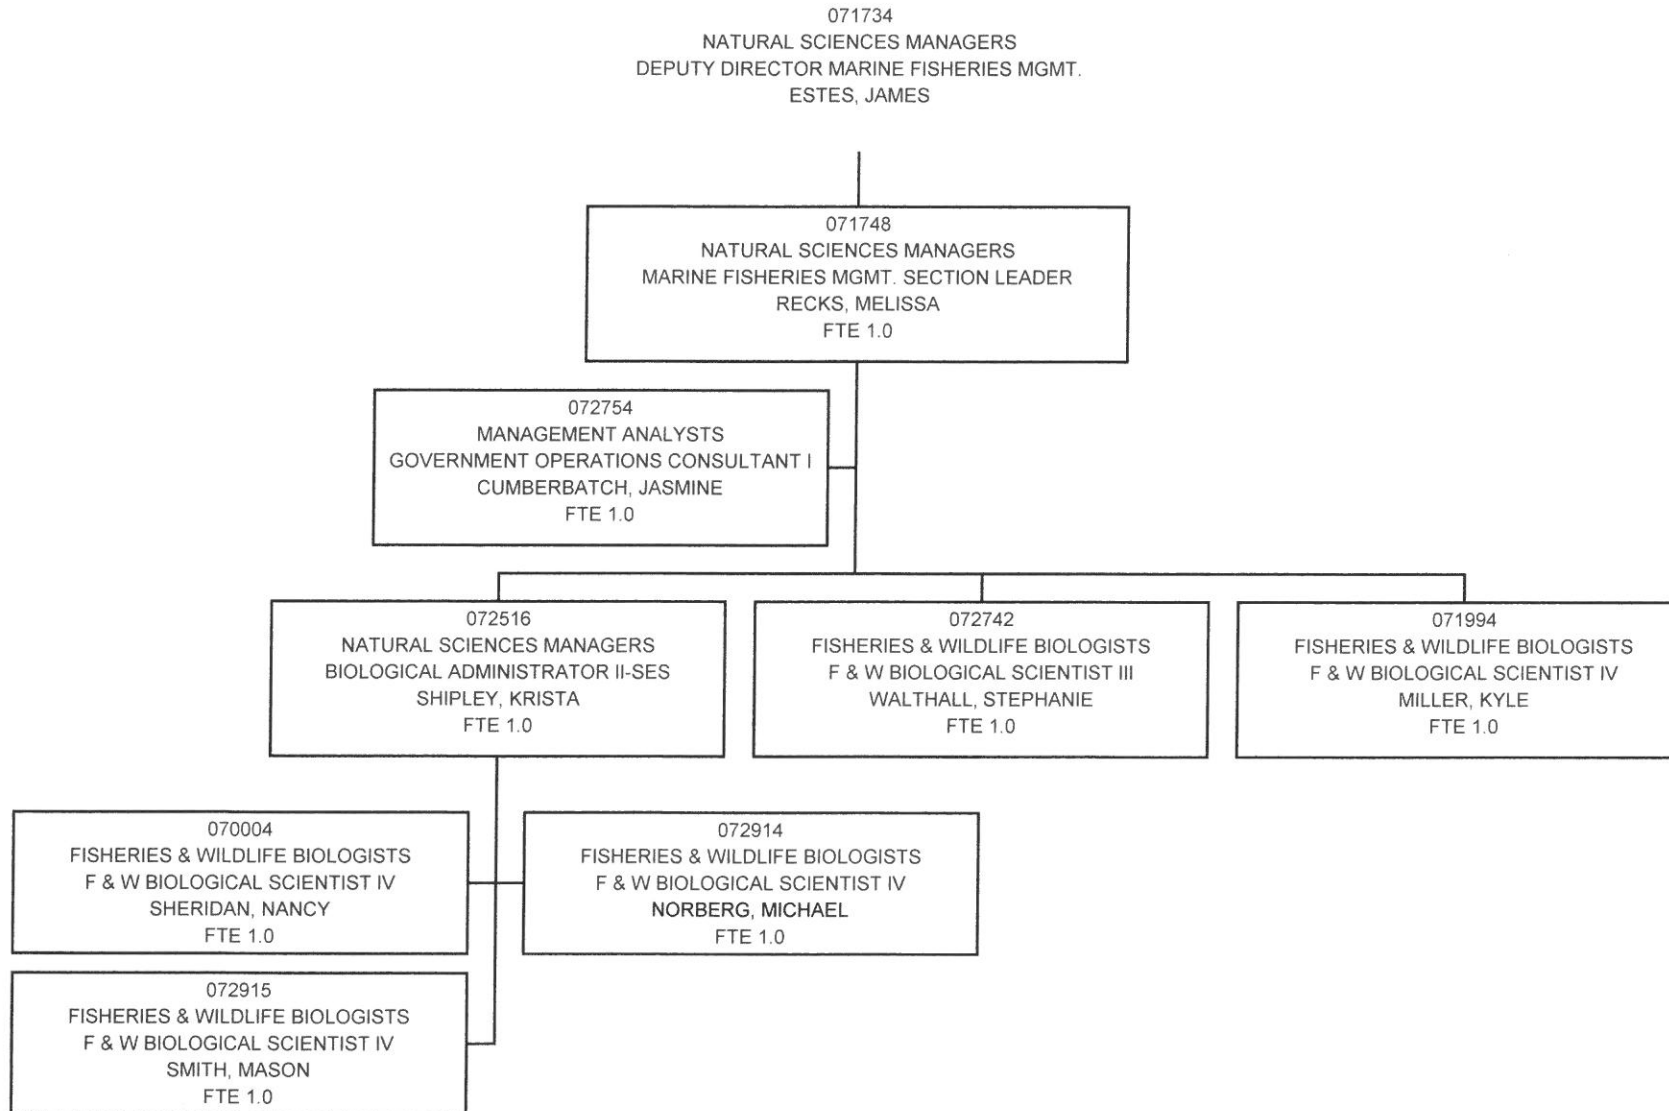 071734
NATURAL SCIENCES MANAGERS
DEPUTY DIRECTOR MARINE FISHERIES MGMT.
ESTES, JAMES
071748
NATURAL SCIENCES MANAGERS
MARINE FISHERIES MGMT. SECTION LEADER
RECKS, MELISSA
FTE 1.0
072754
MANAGEMENT ANALYSTS
GOVERNMENT OPERATIONS CONSULTANT I
CUMBERBATCH, JASMINE
FTE 1.0
072516
NATURAL SCIENCES MANAGERS
BIOLOGICAL ADMINISTRATOR II-SES
SHIPLEY, KRISTA
FTE 1.0
072742
FISHERIES & WILDLIFE BIOLOGISTS
F & W BIOLOGICAL SCIENTIST III
WALTHALL, STEPHANIE
FTE 1.0
071994
FISHERIES & WILDLIFE BIOLOGISTS
F & W BIOLOGICAL SCIENTIST IV
MILLER, KYLE
FTE 1.0
070004
FISHERIES & WILDLIFE BIOLOGISTS
F & W BIOLOGICAL SCIENTIST IV
SHERIDAN, NANCY
FTE 1.0
072914
FISHERIES & WILDLIFE BIOLOGISTS
F & W BIOLOGICAL SCIENTIST IV
NORBERG, MICHAEL
FTE 1.0
072915
FISHERIES & WILDLIFE BIOLOGISTS
F & W BIOLOGICAL SCIENTIST IV
SMITH, MASON
FTE 1.0